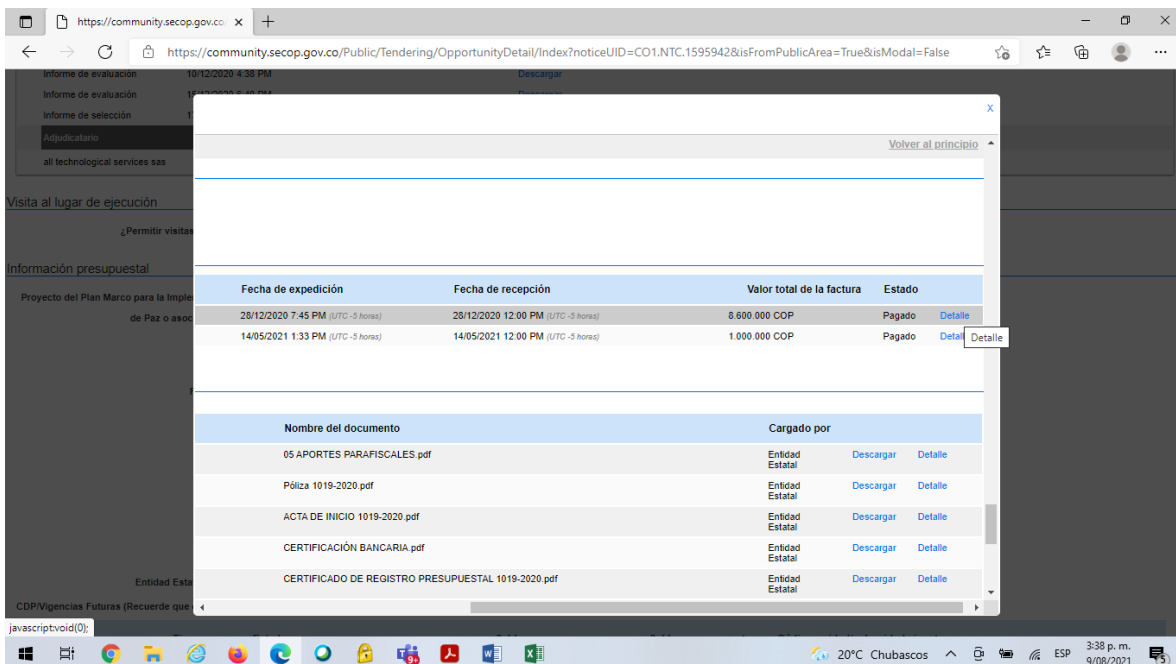 https://community.secop.gov.co/
https://community.secop.gov.co/Public/Tendering/OpportunityDetail/Index?noticeUID=CO1.NTC.1595942&isFromPublicArea=True&isModal=False
Informe de evaluación 10/12/2020 4:38 PM Descargar
Informe de evaluación
Informe de selección
Adjudicatario
all technological services sas
X
Volver al principio
Visita al lugar de ejecución
¿Permitir visitas
Información presupuestal
Proyecto del Plan Marco para la
de Paz o
Fecha de expedición Fecha de recepción Valor total de la factura Estado
28/12/2020 7:45 PM (UTC -5 horas) 28/12/2020 12:00 PM (UTC -5 horas) 8.600.000 COP Pagado Detalle
14/05/2021 1:33 PM (UTC -5 horas) 14/05/2021 12:00 PM (UTC -5 horas) 1.000.000 COP Pagado
Detalle
Nombre del documento Cargado por
05 APORTES PARAFISCALES.pdf Entidad Estatal Descargar Detalle
Póliza 1019-2020.pdf Entidad Estatal Descargar Detalle
ACTA DE INICIO 1019-2020.pdf Entidad Estatal Descargar Detalle
CERTIFICACIÓN BANCARIA.pdf Entidad Estatal Descargar Detalle
CERTIFICADO DE REGISTRO PRESUPUESTAL 1019-2020.pdf Entidad Estatal Descargar Detalle
Entidad
CDP/Vigencias Futuras (Recuerde que
javascript:void(0);
9+
20°C Chubascos ESP 3:38 p. m.
9/08/2021